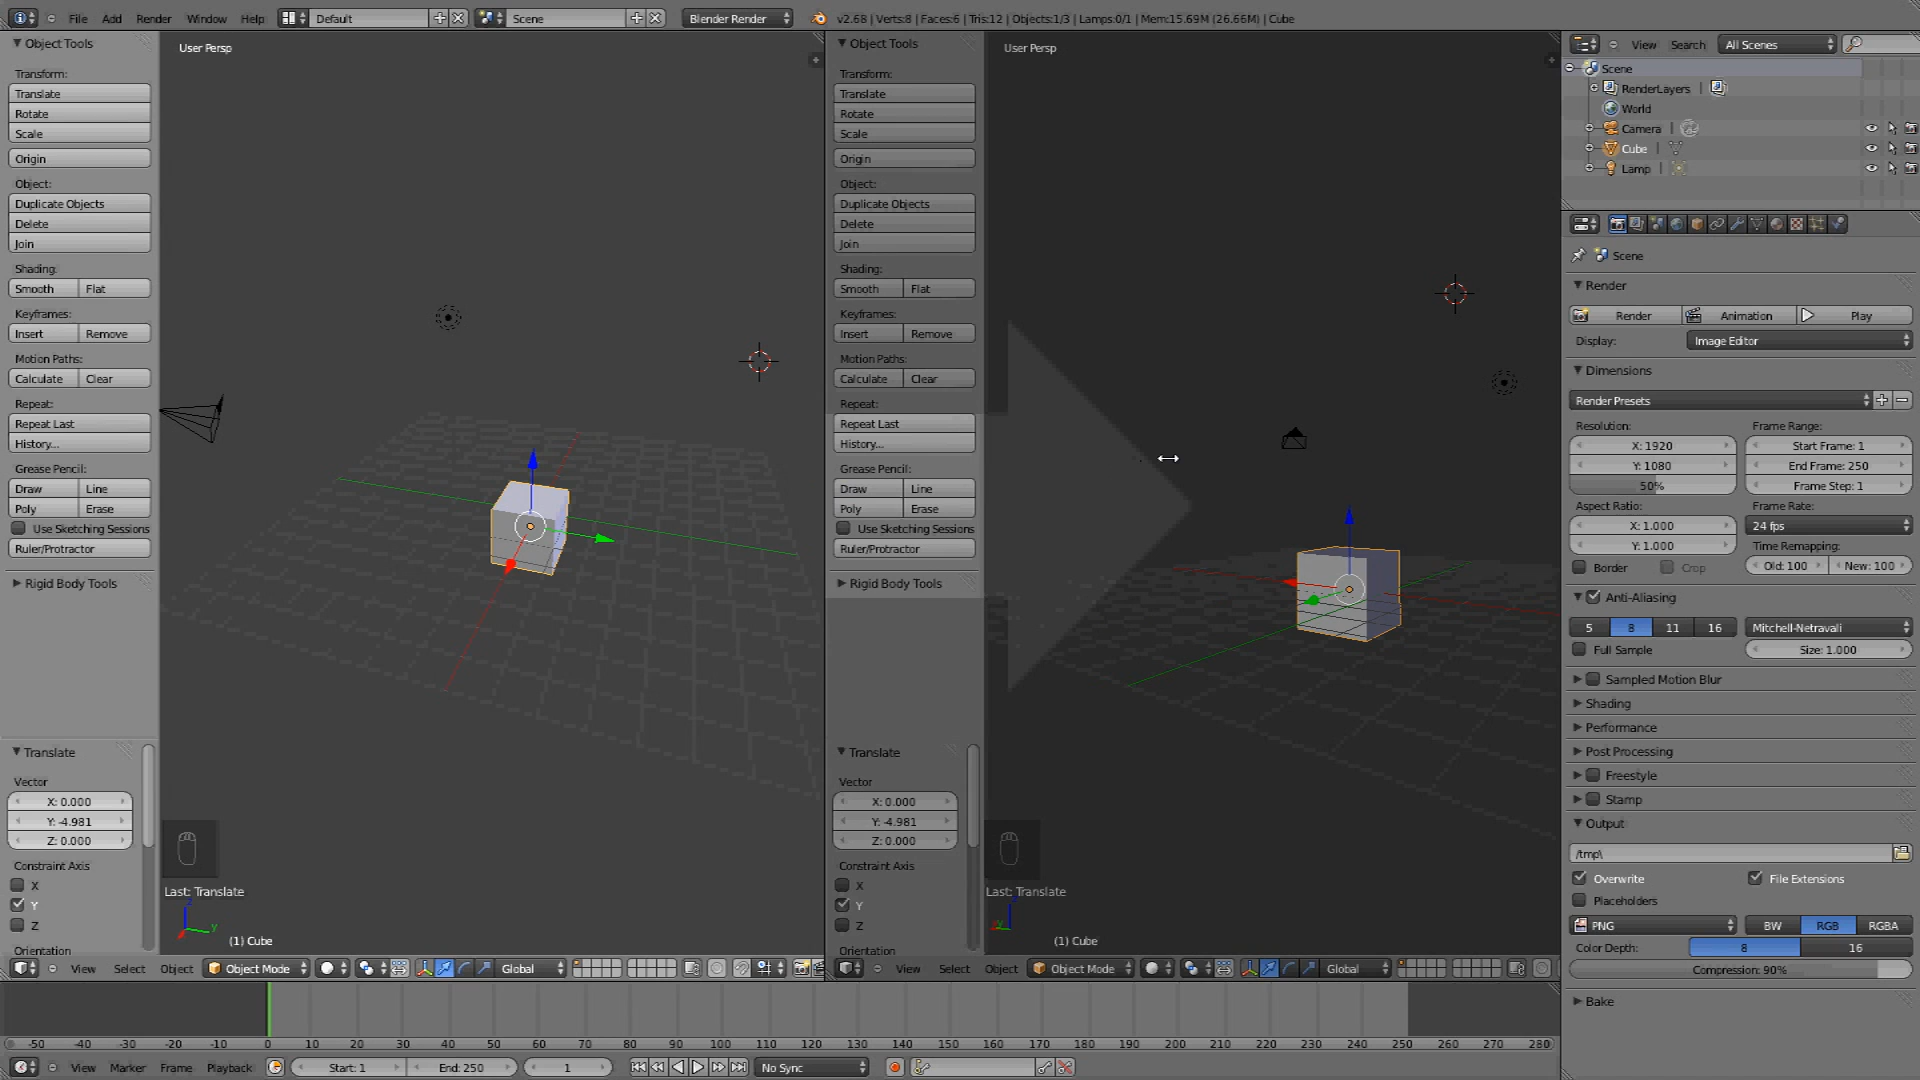 File Add Render Window Help Default Scene Blender Render v2.68 | Verts:8 | Faces:6 | Tris:12 | Objects:1/3 | Lamps:0/1 | Mem:15.69M (26.66M) | Cube
Object Tools
Transform:
Translate
Rotate
Scale
Origin
Object:
Duplicate Objects
Delete
Join
Shading:
Smooth Flat
Keyframes:
Insert Remove
Motion Paths:
Calculate Clear
Repeat:
Repeat Last
History...
Grease Pencil:
Draw Line
Poly Erase
Use Sketching Sessions
Ruler/Protractor
Rigid Body Tools
Translate
Vector
X: 0.000
Y: -4.981
Z: 0.000
Constraint Axis
X
Y
Z
Orientation
User Persp
Last: Translate
(1) Cube
View Select Object Object Mode Global
Object Tools
Transform:
Translate
Rotate
Scale
Origin
Object:
Duplicate Objects
Delete
Join
Shading:
Smooth Flat
Keyframes:
Insert Remove
Motion Paths:
Calculate Clear
Repeat:
Repeat Last
History...
Grease Pencil:
Draw Line
Poly Erase
Use Sketching Sessions
Ruler/Protractor
Rigid Body Tools
Translate
Vector
X: 0.000
Y: -4.981
Z: 0.000
Constraint Axis
X
Y
Z
Orientation
User Persp
Last: Translate
(1) Cube
View Select Object Object Mode Global
View Search All Scenes
Scene
RenderLayers
World
Camera
Cube
Lamp
Scene
Render
Render Animation Play
Display: Image Editor
Dimensions
Render Presets
Resolution: Frame Range:
X: 1920 Start Frame: 1
Y: 1080 End Frame: 250
50% Frame Step: 1
Aspect Ratio: Frame Rate:
X: 1.000 24 fps
Y: 1.000 Time Remapping:
Border Crop Old: 100 New: 100
Anti-Aliasing
5 8 11 16 Mitchell-Netravali
Full Sample Size: 1.000
Sampled Motion Blur
Shading
Performance
Post Processing
Freestyle
Stamp
Output
/tmp\
Overwrite File Extensions
Placeholders
PNG BW RGB RGBA
Color Depth: 8 16
Compression: 90%
Bake
-50 -40 -30 -20 -10 0 10 20 30 40 50 60 70 80 90 100 110 120 130 140 150 160 170 180 190 200 210 220 230 240 250 260 270 280
View Marker Frame Playback Start: 1 End: 250 1 No Sync